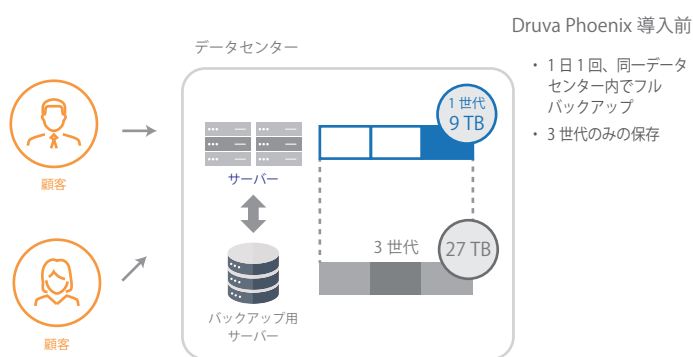 Druva Phoenix 導入前
・ 1 日 1 回、同一データ
センター内でフル
バックアップ
・ 3 世代のみの保存
データセンター
顧客
サーバー
1 世代
9 TB
3 世代
27 TB
バックアップ用
サーバー
顧客